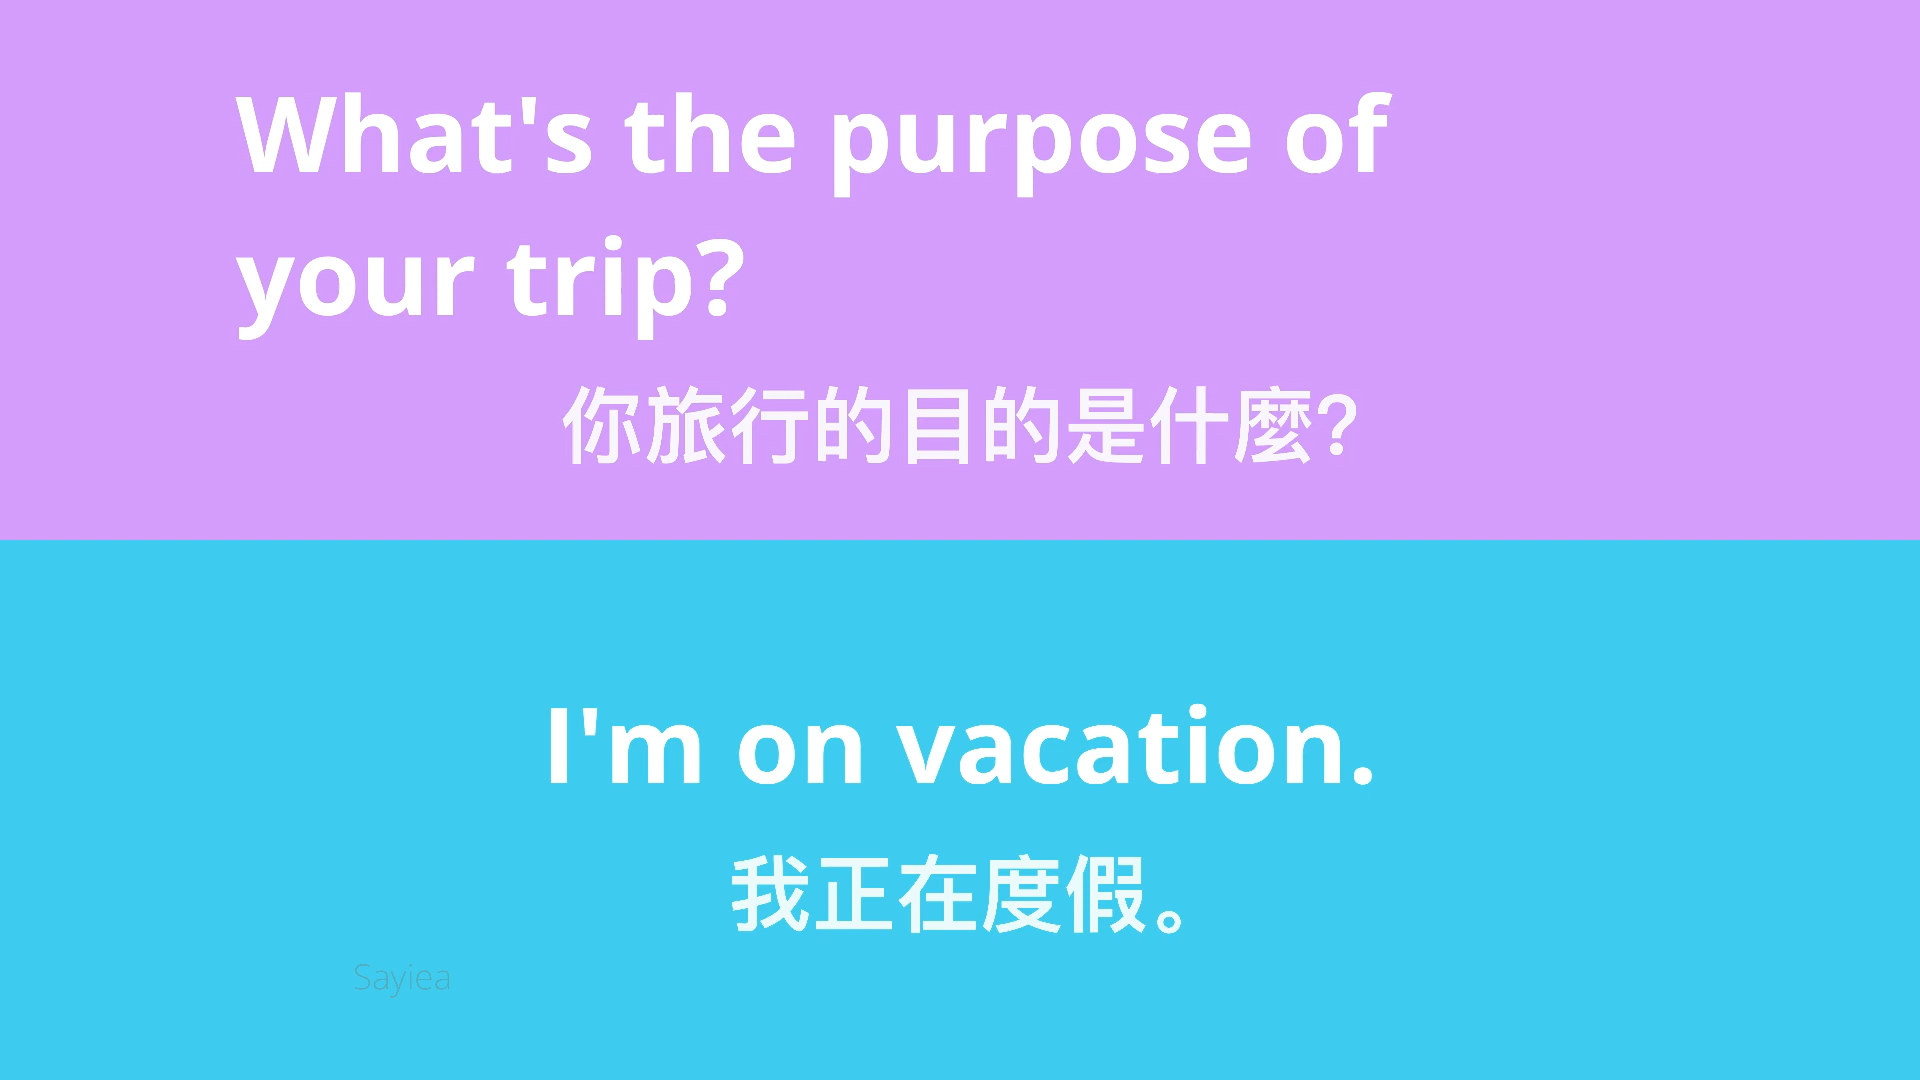 What's the purpose of
your trip?
你旅行的目的是什麼?
I'm on vacation.
我正在度假。
Sayiea